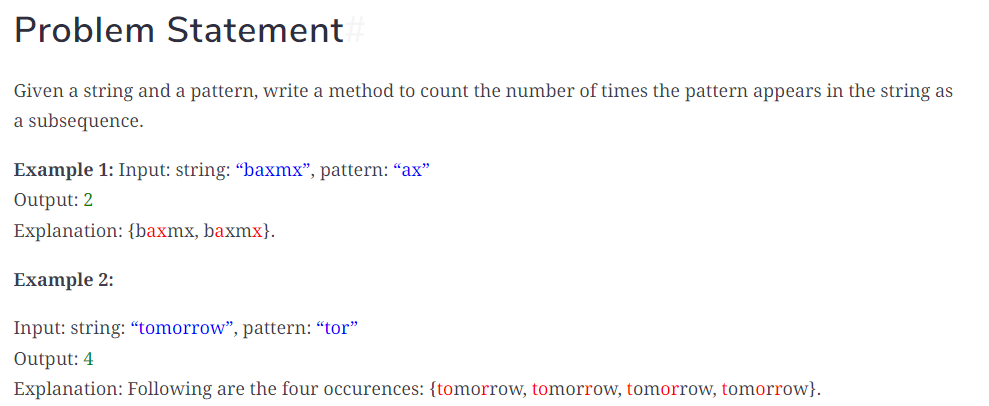 Problem Statement#
Given a string and a pattern, write a method to count the number of times the pattern appears in the string as
a subsequence.
Example 1: Input: string: “baxmx”, pattern: “ax”
Output: 2
Explanation: {baxmx, baxmx}.
Example 2:
Input: string: “tomorrow”, pattern: “tor”
Output: 4
Explanation: Following are the four occurences: {tomorrow, tomorrow, tomorrow, tomorrow}.